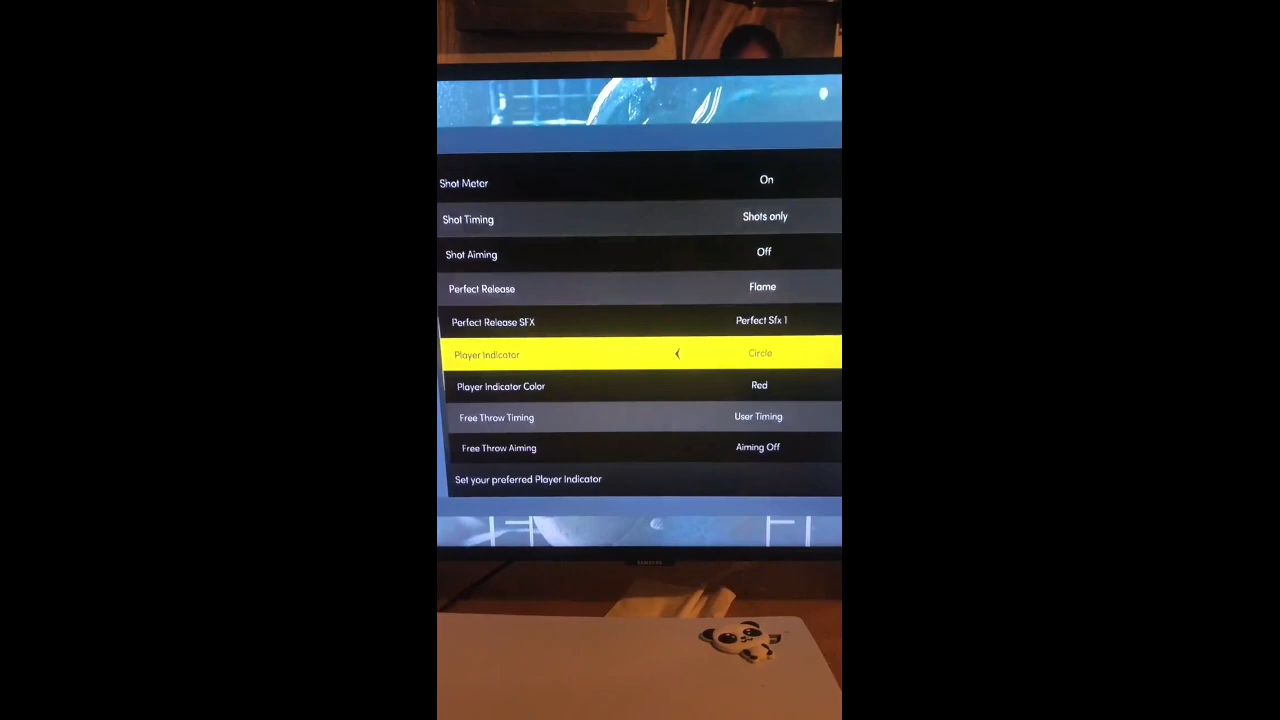 Shot Meter On
Shot Timing Shots only
Shot Aiming Off
Perfect Release Flame
Perfect Release SFX Perfect Sfx 1
Player Indicator Circle
Player Indicator Color Red
Free Throw Timing User Timing
Free Throw Aiming Aiming Off
Set your preferred Player Indicator
SAMSUNG